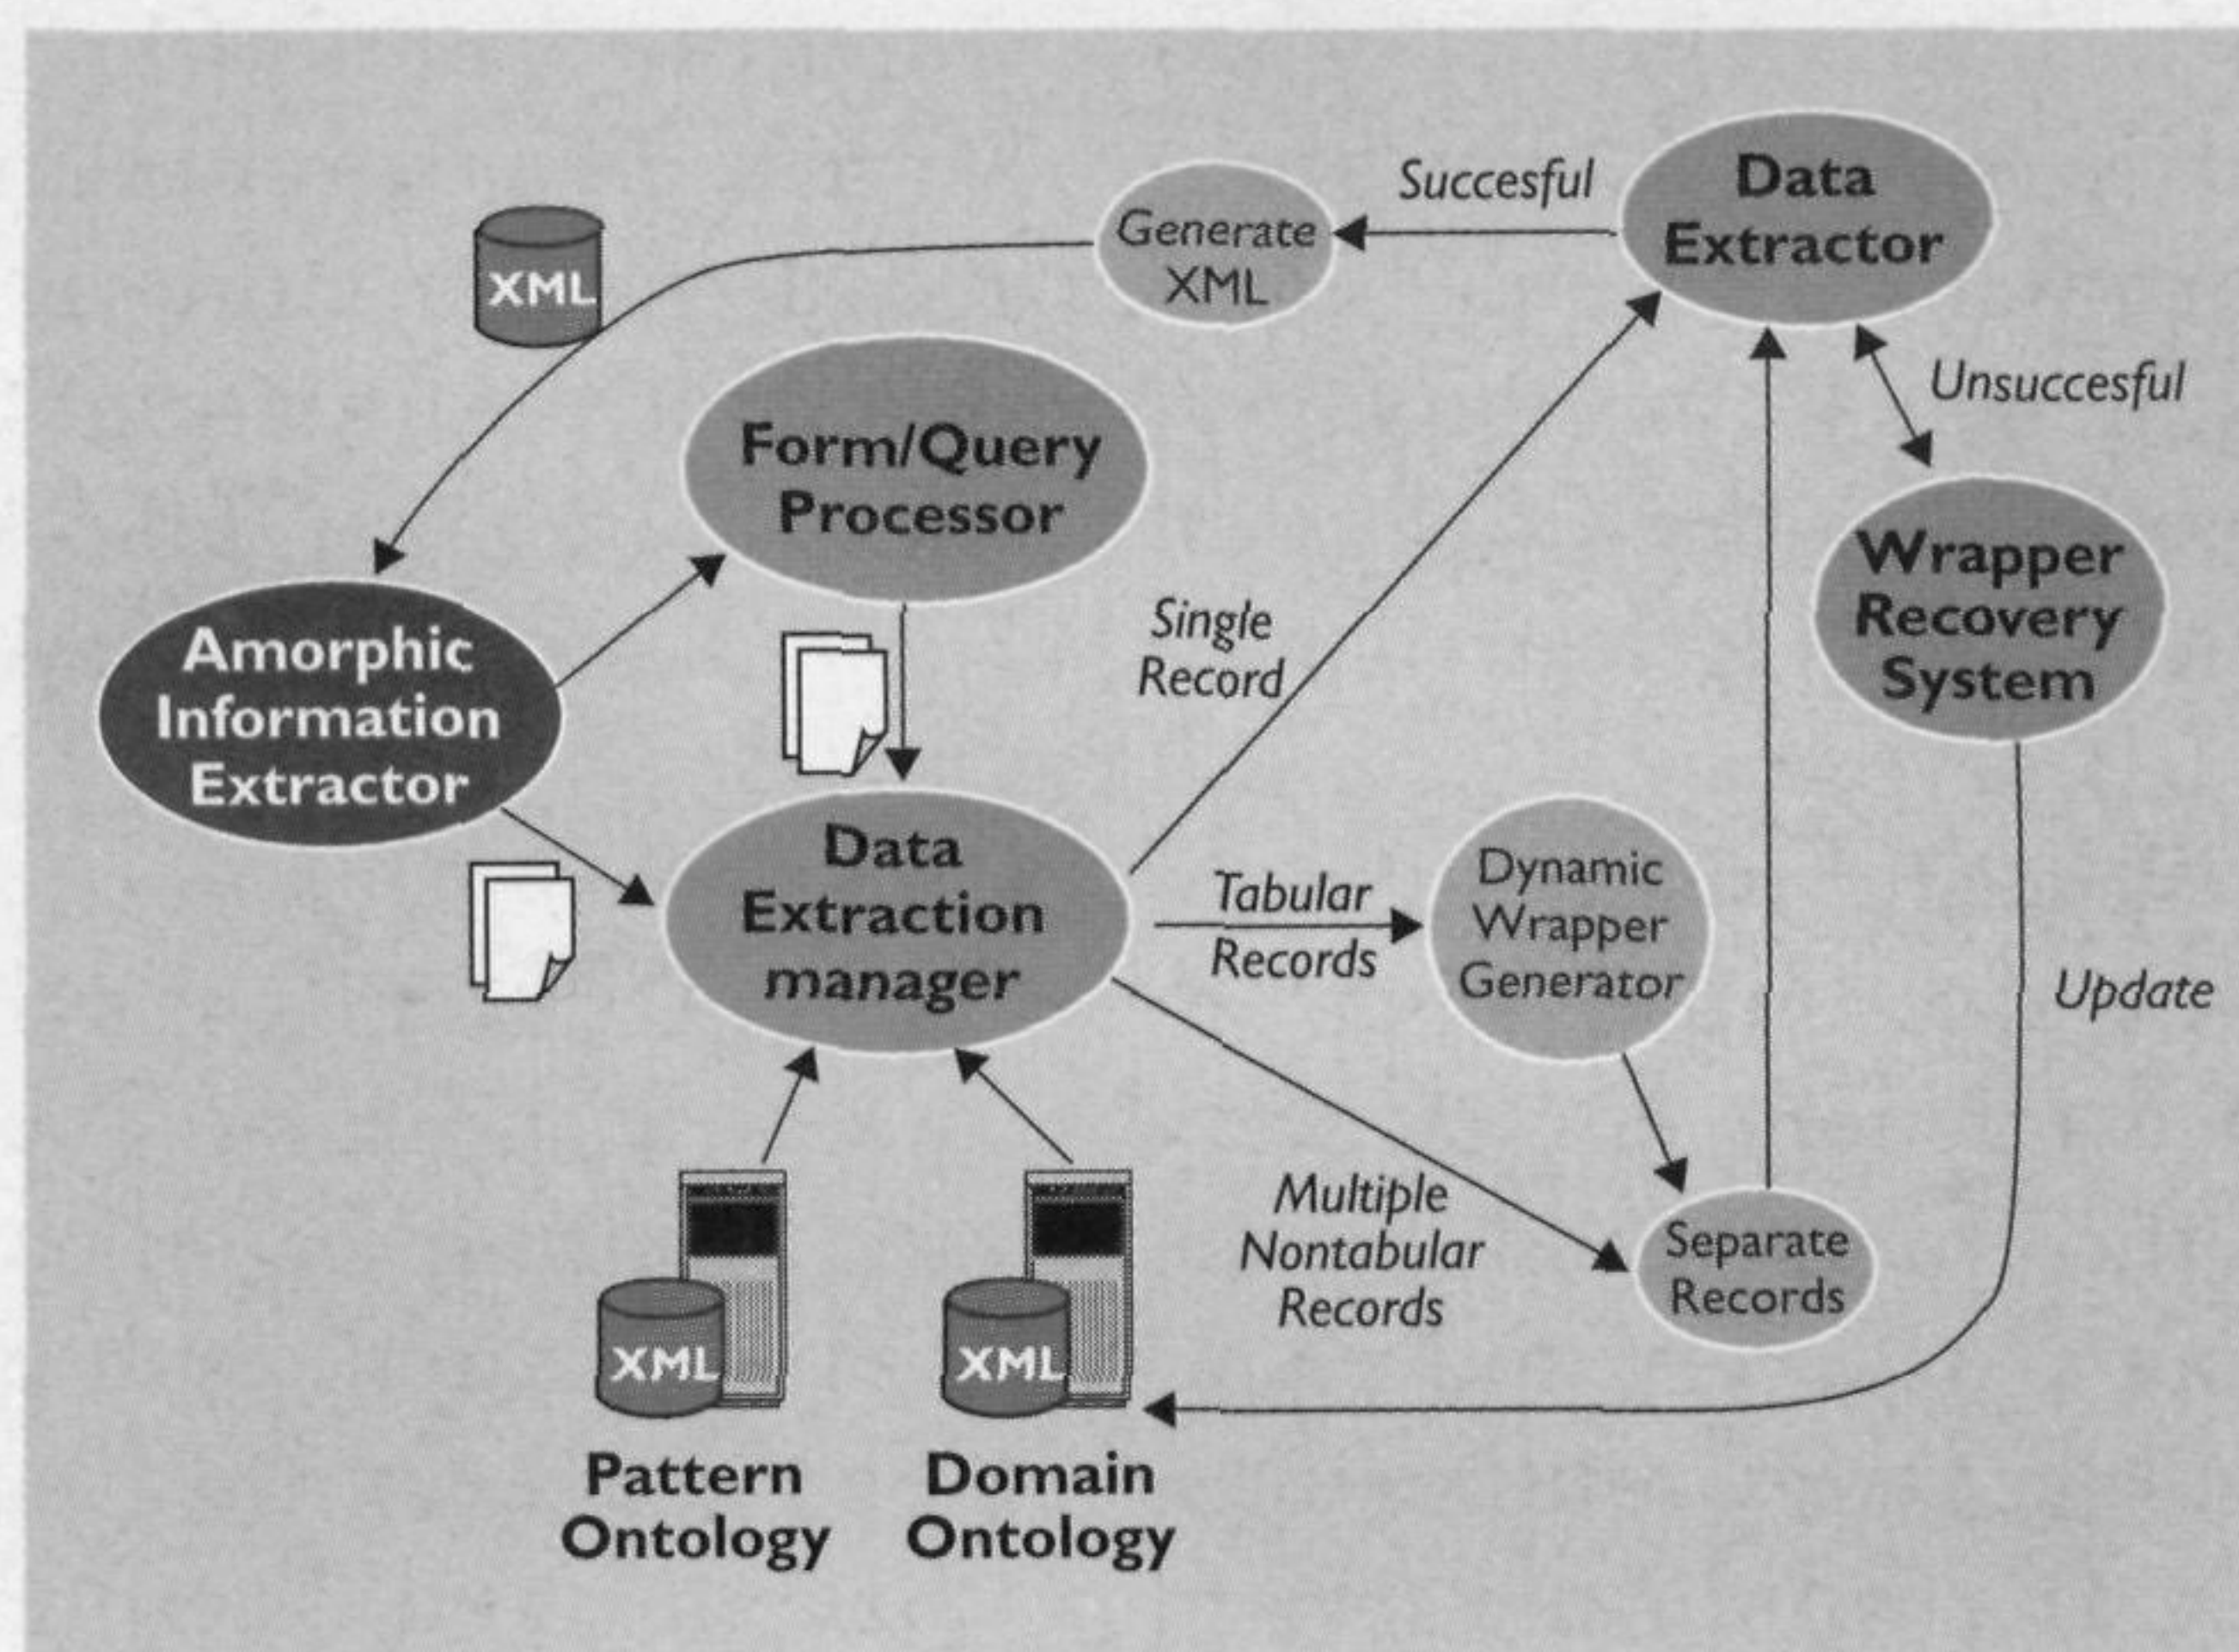 Succesful
Data
Extractor
Generate
XML
XML
Unsuccesful
Form/Query
Processor
Wrapper
Recovery
System
Single
Record
Amorphic
Information
Extractor
Data
Extraction
manager
Tabular
Records
Dynamic
Wrapper
Generator
Update
Multiple
Nontabular
Records
Separate
Records
XML
XML
Pattern
Ontology
Domain
Ontology